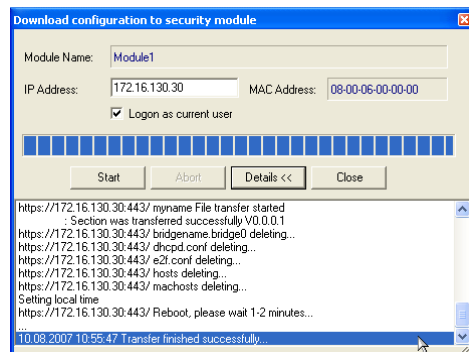 Download configuration to security module
Module Name: Module1
IP Address: 172.16.130.30 MAC Address: 08-00-06-00-00-00
Logon as current user
Start Abort Details << Close
https://172.16.130.30:443/ myname File transfer started
: Section was transferred successfully V0.0.0.1
https://172.16.130.30:443/ bridgename.bridge0 deleting...
https://172.16.130.30:443/ dhcpd.conf deleting...
https://172.16.130.30:443/ e2f.conf deleting...
https://172.16.130.30:443/ hosts deleting...
https://172.16.130.30:443/ machosts deleting...
Setting local time
https://172.16.130.30:443/ Reboot, please wait 1-2 minutes...
...
10.08.2007 10:55:47 Transfer finished successfully...